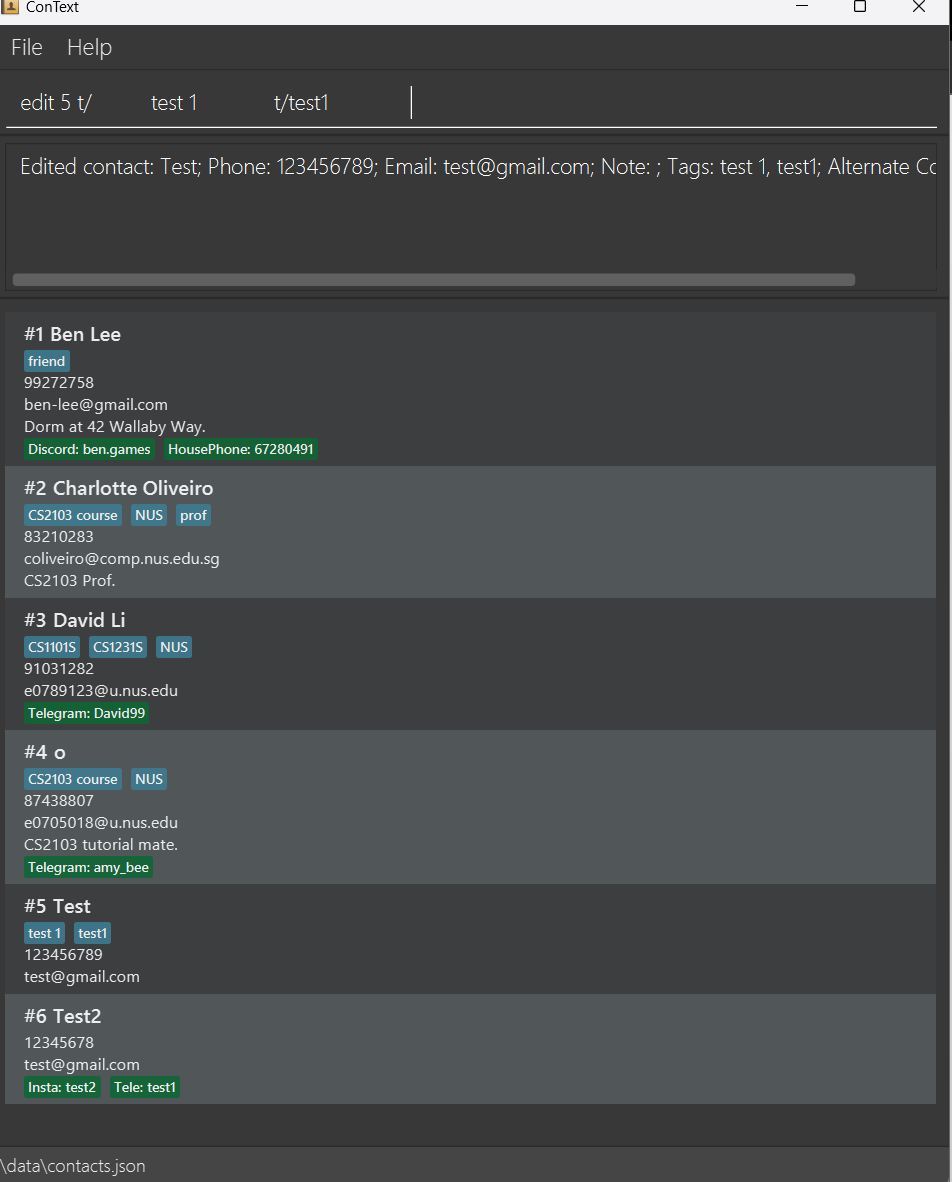 ConText
File Help
edit 5 t/ test 1 t/test1
Edited contact: Test; Phone: 123456789; Email: test@gmail.com; Note: ; Tags: test 1, test1; Alternate Co
#1 Ben Lee
friend
99272758
ben-lee@gmail.com
Dorm at 42 Wallaby Way.
Discord: ben.games HousePhone: 67280491
#2 Charlotte Oliveiro
CS2103 course NUS prof
83210283
coliveiro@comp.nus.edu.sg
CS2103 Prof.
#3 David Li
CS1101S CS1231S NUS
91031282
e0789123@u.nus.edu
Telegram: David99
#4 o
CS2103 course NUS
87438807
e0705018@u.nus.edu
CS2103 tutorial mate.
Telegram: amy_bee
#5 Test
test 1 test1
123456789
test@gmail.com
#6 Test2
12345678
test@gmail.com
Insta: test2 Tele: test1
\data\contacts.json